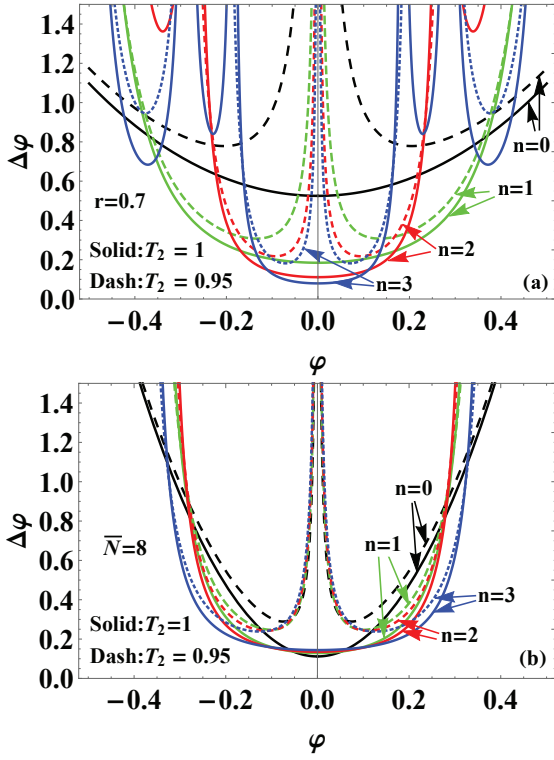 1.4
1.2
1.0
0.8
0.6
0.4
0.2
0.0
Δφ
n=0
n=1
r=0.7
n=2
Solid:T₂ = 1
Dash:T₂ = 0.95
n=3
(a)
−0.4 −0.2 0.0 0.2 0.4
φ
1.4
1.2
1.0
0.8
0.6
0.4
0.2
0.0
Δφ
n=0
N̅=8
n=1
n=3
Solid:T₂=1
n=2
Dash:T₂ = 0.95
(b)
−0.4 −0.2 0.0 0.2 0.4
φ